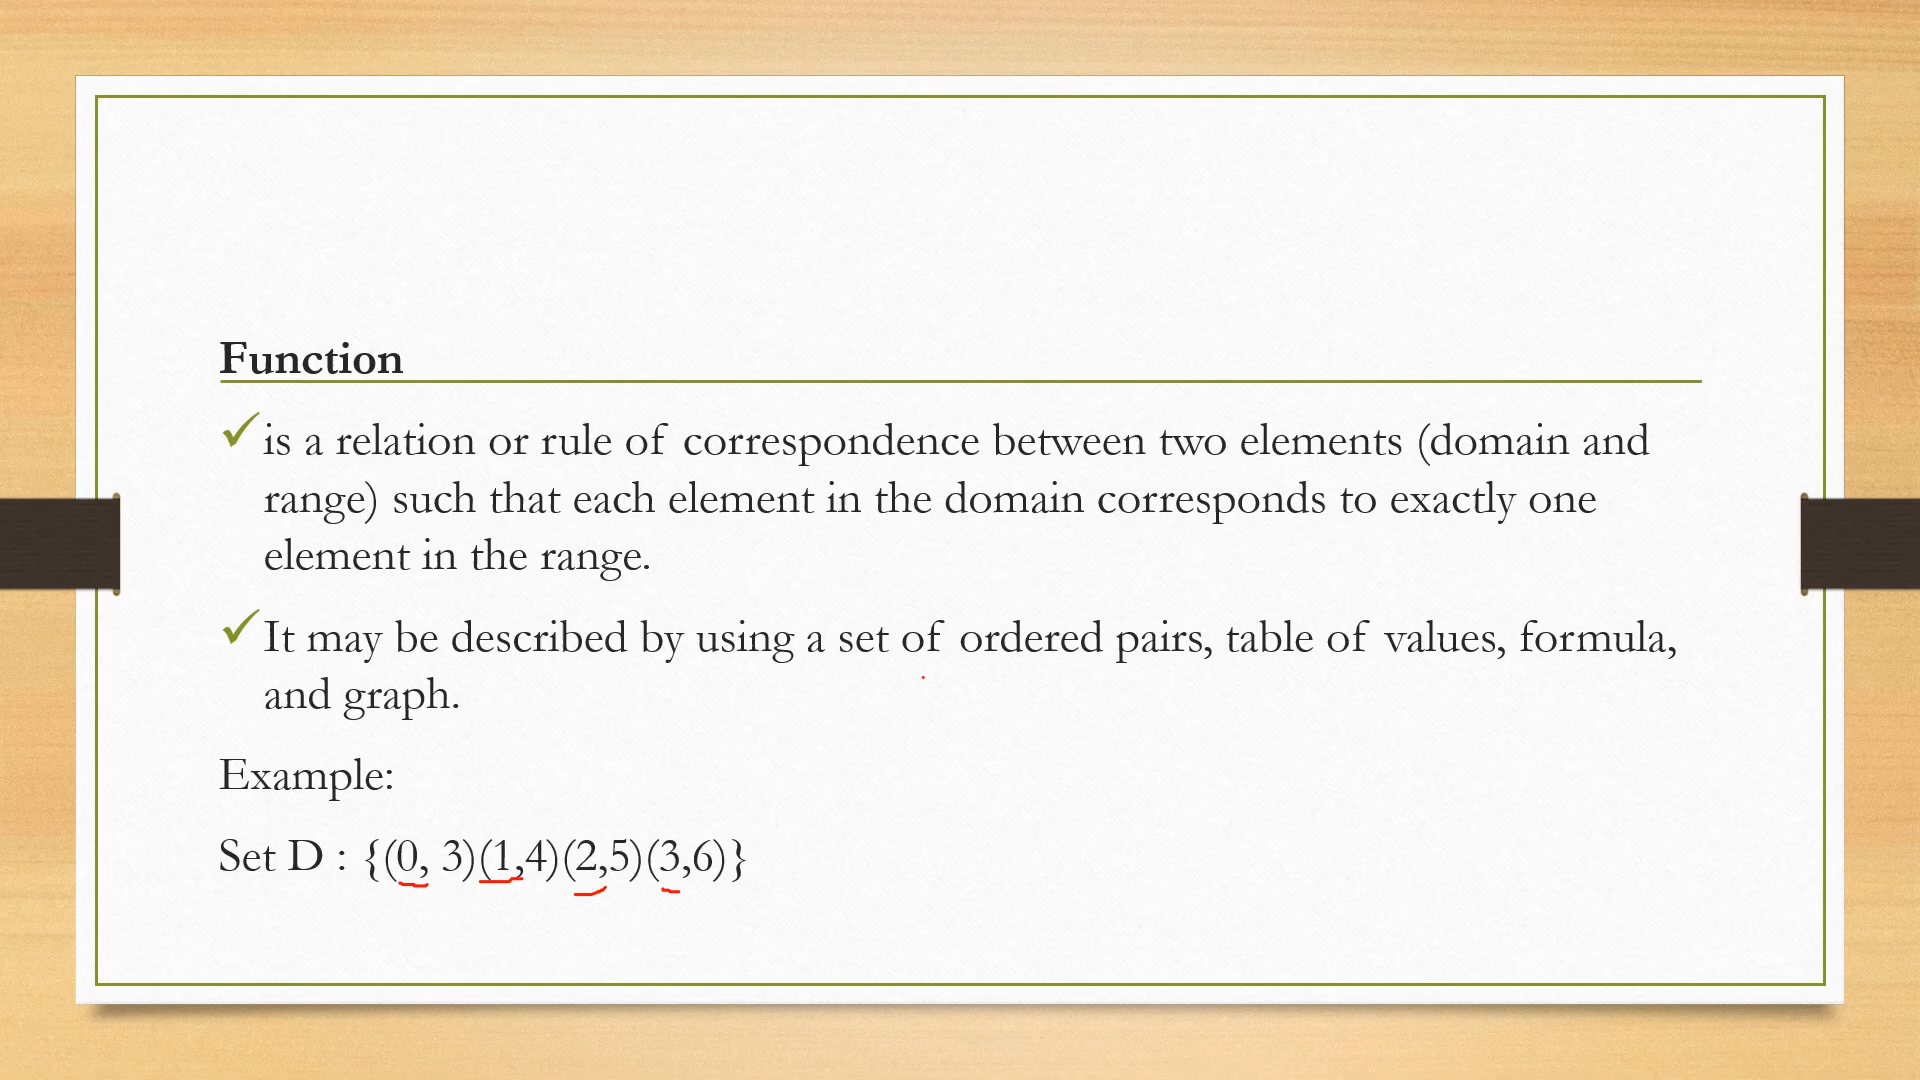 Function
✓is a relation or rule of correspondence between two elements (domain and
range) such that each element in the domain corresponds to exactly one
element in the range.
✓It may be described by using a set of ordered pairs, table of values, formula,
and graph.
Example:
Set D : {(0, 3)(1,4)(2,5)(3,6)}